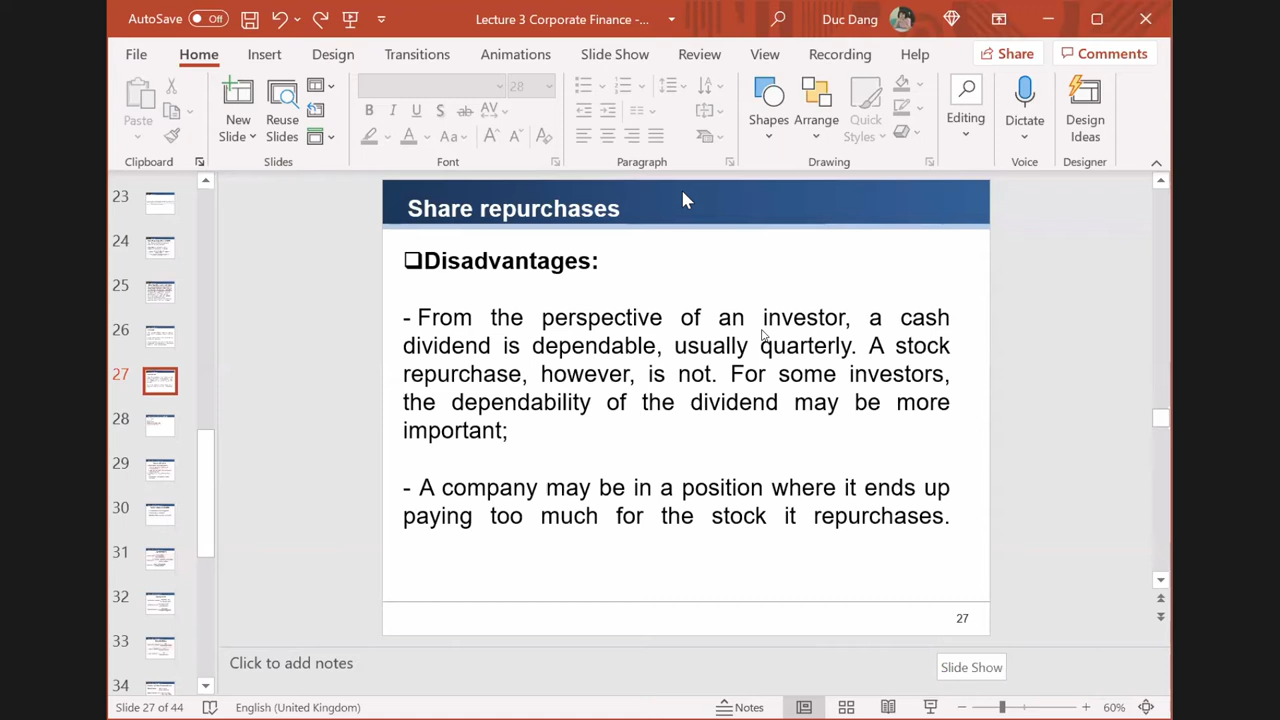 AutoSave Off Lecture 3 Corporate Finance -... Duc Dang
File Home Insert Design Transitions Animations Slide Show Review View Recording Help Share Comments
28
Paste New Slide Reuse Slides B I U S ab AV Aa A A Shapes Arrange Quick Styles Editing Dictate Design Ideas
Clipboard Slides Font Paragraph Drawing Voice Designer
23
24
25
26
27
28
29
30
31
32
33
34
Share repurchases
Disadvantages:
- From the perspective of an investor, a cash
dividend is dependable, usually quarterly. A stock
repurchase, however, is not. For some investors,
the dependability of the dividend may be more
important;
- A company may be in a position where it ends up
paying too much for the stock it repurchases.
27
Click to add notes
Slide Show
Slide 27 of 44 English (United Kingdom) Notes 60%